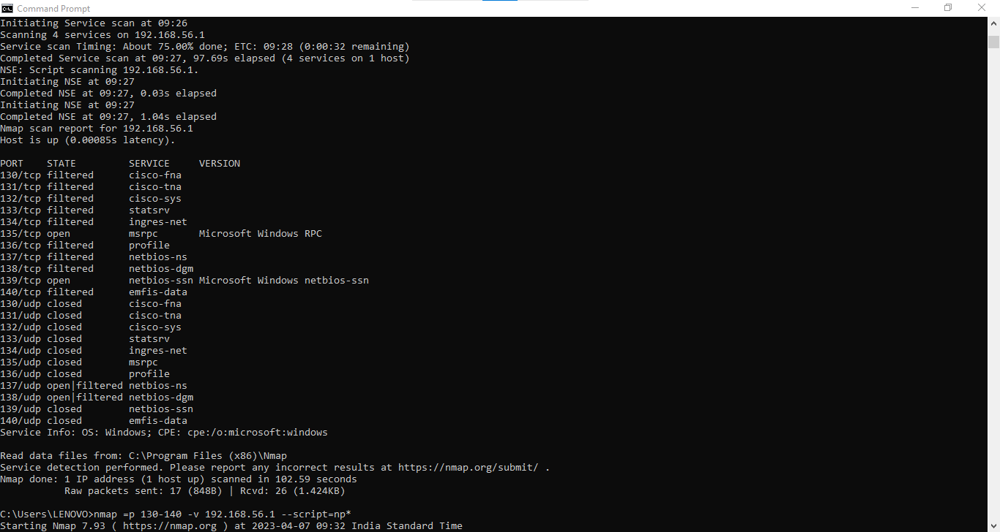 Command Prompt
Initiating Service scan at 09:26
Scanning 4 services on 192.168.56.1
Service scan Timing: About 75.00% done; ETC: 09:28 (0:00:32 remaining)
Completed Service scan at 09:27, 97.69s elapsed (4 services on 1 host)
NSE: Script scanning 192.168.56.1.
Initiating NSE at 09:27
Completed NSE at 09:27, 0.03s elapsed
Initiating NSE at 09:27
Completed NSE at 09:27, 1.04s elapsed
Nmap scan report for 192.168.56.1
Host is up (0.00085s latency).
PORT    STATE         SERVICE     VERSION
130/tcp filtered      cisco-fna
131/tcp filtered      cisco-tna
132/tcp filtered      cisco-sys
133/tcp filtered      statsrv
134/tcp filtered      ingres-net
135/tcp open          msrpc       Microsoft Windows RPC
136/tcp filtered      profile
137/tcp filtered      netbios-ns
138/tcp filtered      netbios-dgm
139/tcp open          netbios-ssn Microsoft Windows netbios-ssn
140/tcp filtered      emfis-data
130/udp closed        cisco-fna
131/udp closed        cisco-tna
132/udp closed        cisco-sys
133/udp closed        statsrv
134/udp closed        ingres-net
135/udp closed        msrpc
136/udp closed        profile
137/udp open|filtered netbios-ns
138/udp open|filtered netbios-dgm
139/udp closed        netbios-ssn
140/udp closed        emfis-data
Service Info: OS: Windows; CPE: cpe:/o:microsoft:windows
Read data files from: C:\Program Files (x86)\Nmap
Service detection performed. Please report any incorrect results at https://nmap.org/submit/ .
Nmap done: 1 IP address (1 host up) scanned in 102.59 seconds
           Raw packets sent: 17 (848B) | Rcvd: 26 (1.424KB)
C:\Users\LENOVO>nmap =p 130-140 -v 192.168.56.1 --script=np*
Starting Nmap 7.93 ( https://nmap.org ) at 2023-04-07 09:32 India Standard Time